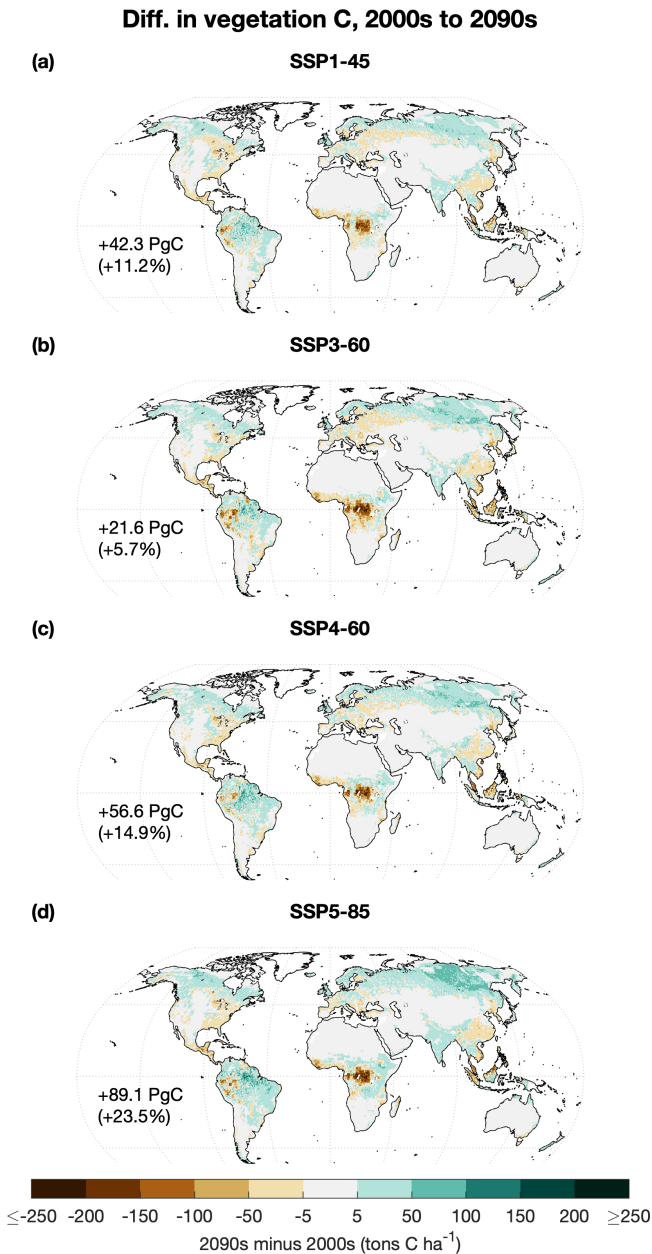 Diff. in vegetation C, 2000s to 2090s
(a)
SSP1-45
+42.3 PgC
(+11.2%)
(b)
SSP3-60
+21.6 PgC
(+5.7%)
(c)
SSP4-60
+56.6 PgC
(+14.9%)
(d)
SSP5-85
+89.1 PgC
(+23.5%)
≤-250 -200 -150 -100 -50 -5 5 50 100 150 200 ≥250
2090s minus 2000s (tons C ha⁻¹)